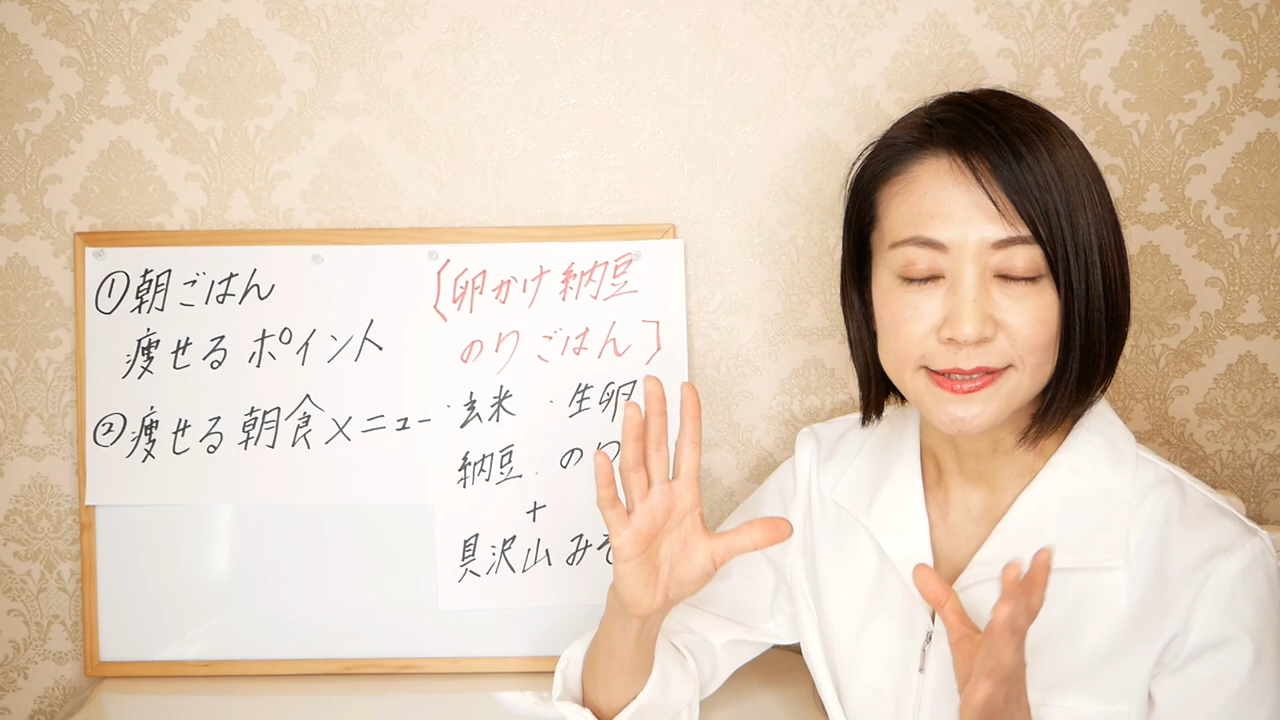 ①朝ごはん
痩せるポイント
②痩せる朝食メニュー
〔卵かけ納豆
のりごはん〕
・玄米 ・生卵
納豆・のり
+
具沢山み